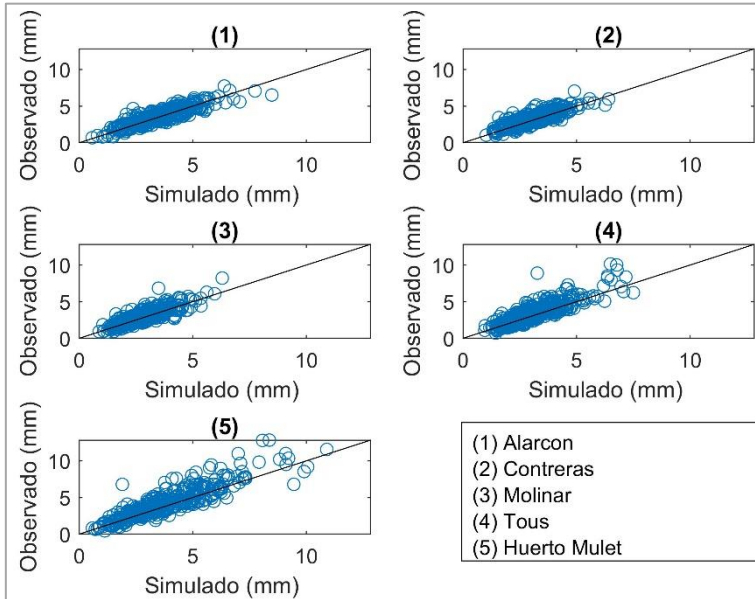 (1)
Observado (mm)
10
5
0
0
5
10
Simulado (mm)
(2)
Observado (mm)
10
5
0
0
5
10
Simulado (mm)
(3)
Observado (mm)
10
5
0
0
5
10
Simulado (mm)
(4)
Observado (mm)
10
5
0
0
5
10
Simulado (mm)
(5)
Observado (mm)
10
5
0
0
5
10
Simulado (mm)
(1) Alarcon
(2) Contreras
(3) Molinar
(4) Tous
(5) Huerto Mulet